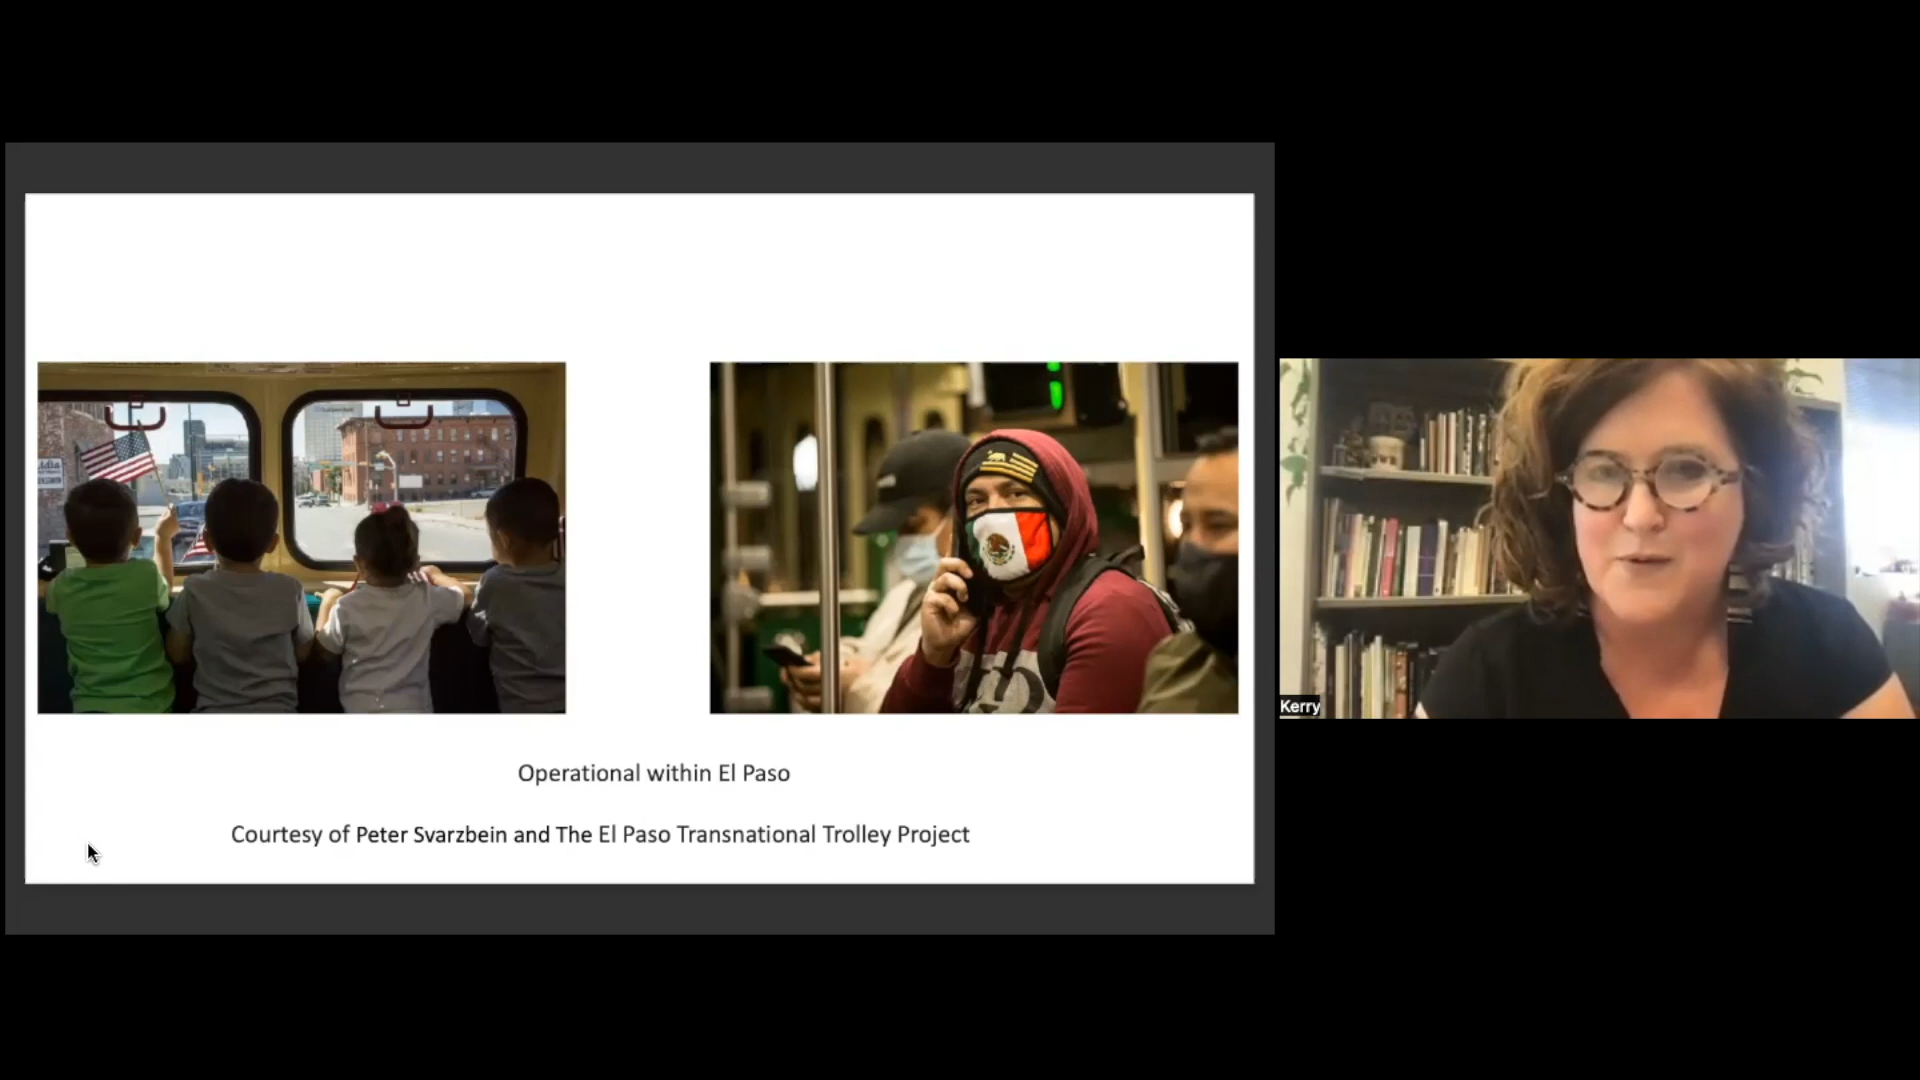 Operational within El Paso
Courtesy of Peter Svarzbein and The El Paso Transnational Trolley Project
Kerry